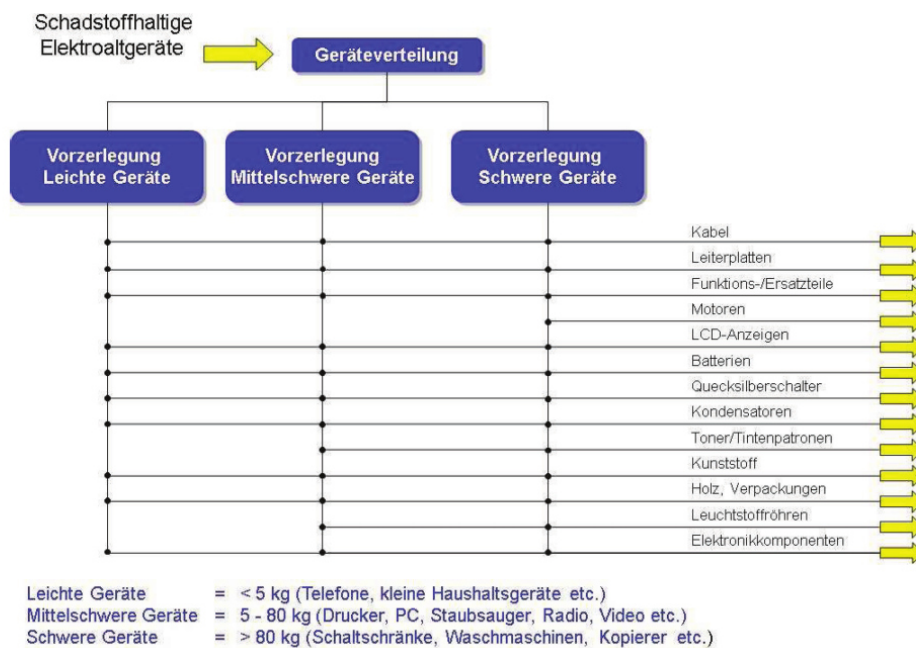 Schadstoffhaltige
Elektroaltgeräte
Geräteverteilung
Vorzerlegung
Leichte Geräte
Vorzerlegung
Mittelschwere Geräte
Vorzerlegung
Schwere Geräte
Kabel
Leiterplatten
Funktions-/Ersatzteile
Motoren
LCD-Anzeigen
Batterien
Quecksilberschalter
Kondensatoren
Toner/Tintenpatronen
Kunststoff
Holz, Verpackungen
Leuchtstoffröhren
Elektronikkomponenten
Leichte Geräte = < 5 kg (Telefone, kleine Haushaltsgeräte etc.)
Mittelschwere Geräte = 5 - 80 kg (Drucker, PC, Staubsauger, Radio, Video etc.)
Schwere Geräte = > 80 kg (Schaltschränke, Waschmaschinen, Kopierer etc.)